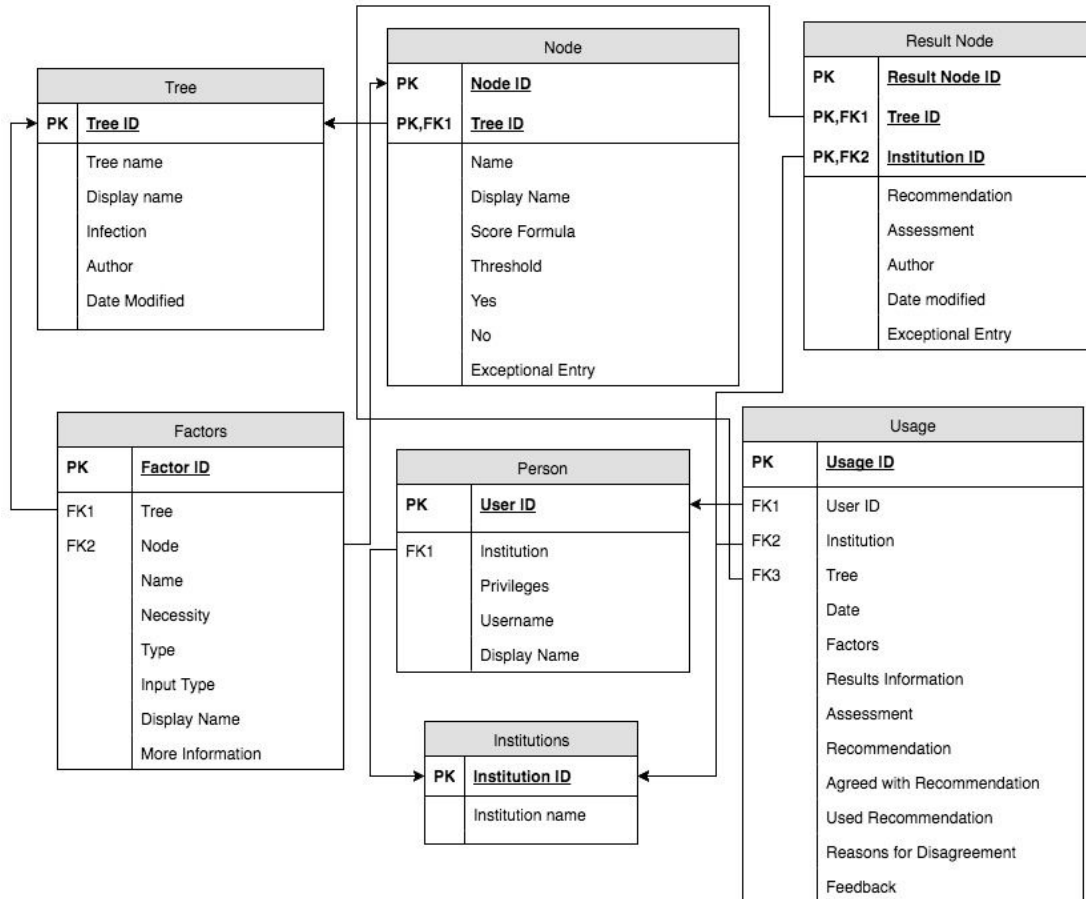 Tree
PK Tree ID
Tree name
Display name
Infection
Author
Date Modified
Node
PK Node ID
PK,FK1 Tree ID
Name
Display Name
Score Formula
Threshold
Yes
No
Exceptional Entry
Result Node
PK Result Node ID
PK,FK1 Tree ID
PK,FK2 Institution ID
Recommendation
Assessment
Author
Date modified
Exceptional Entry
Factors
PK Factor ID
FK1 Tree
FK2 Node
Name
Necessity
Type
Input Type
Display Name
More Information
Person
PK User ID
FK1 Institution
Privileges
Username
Display Name
Institutions
PK Institution ID
Institution name
Usage
PK Usage ID
FK1 User ID
FK2 Institution
FK3 Tree
Date
Factors
Results Information
Assessment
Recommendation
Agreed with Recommendation
Used Recommendation
Reasons for Disagreement
Feedback